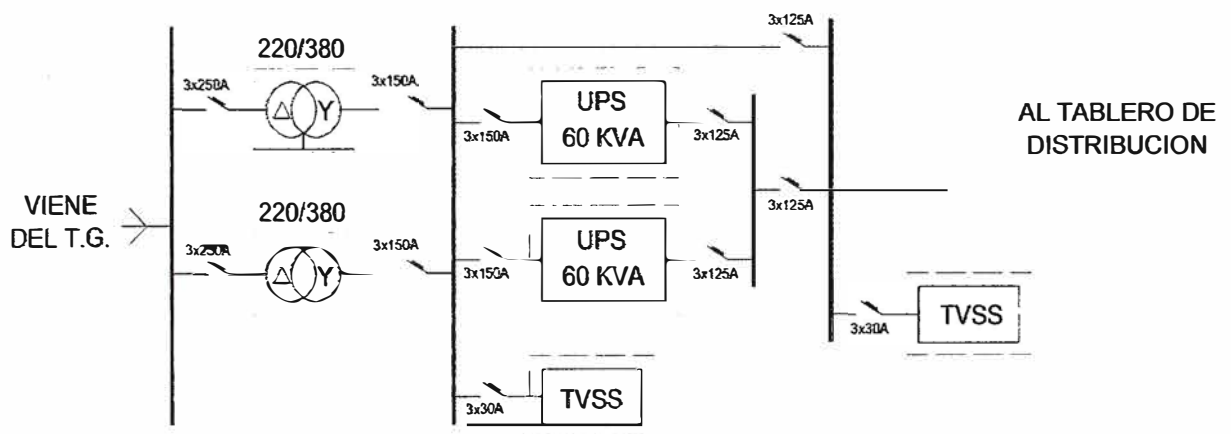 3x125A
220/380
3x250A
Δ
Y
3x150A
3x150A
UPS
60 KVA
3x125A
AL TABLERO DE
DISTRIBUCION
VIENE
DEL T.G.
3x125A
220/380
3x250A
Δ
Y
3x150A
3x150A
UPS
60 KVA
3x125A
3x30A
TVSS
3x30A
TVSS